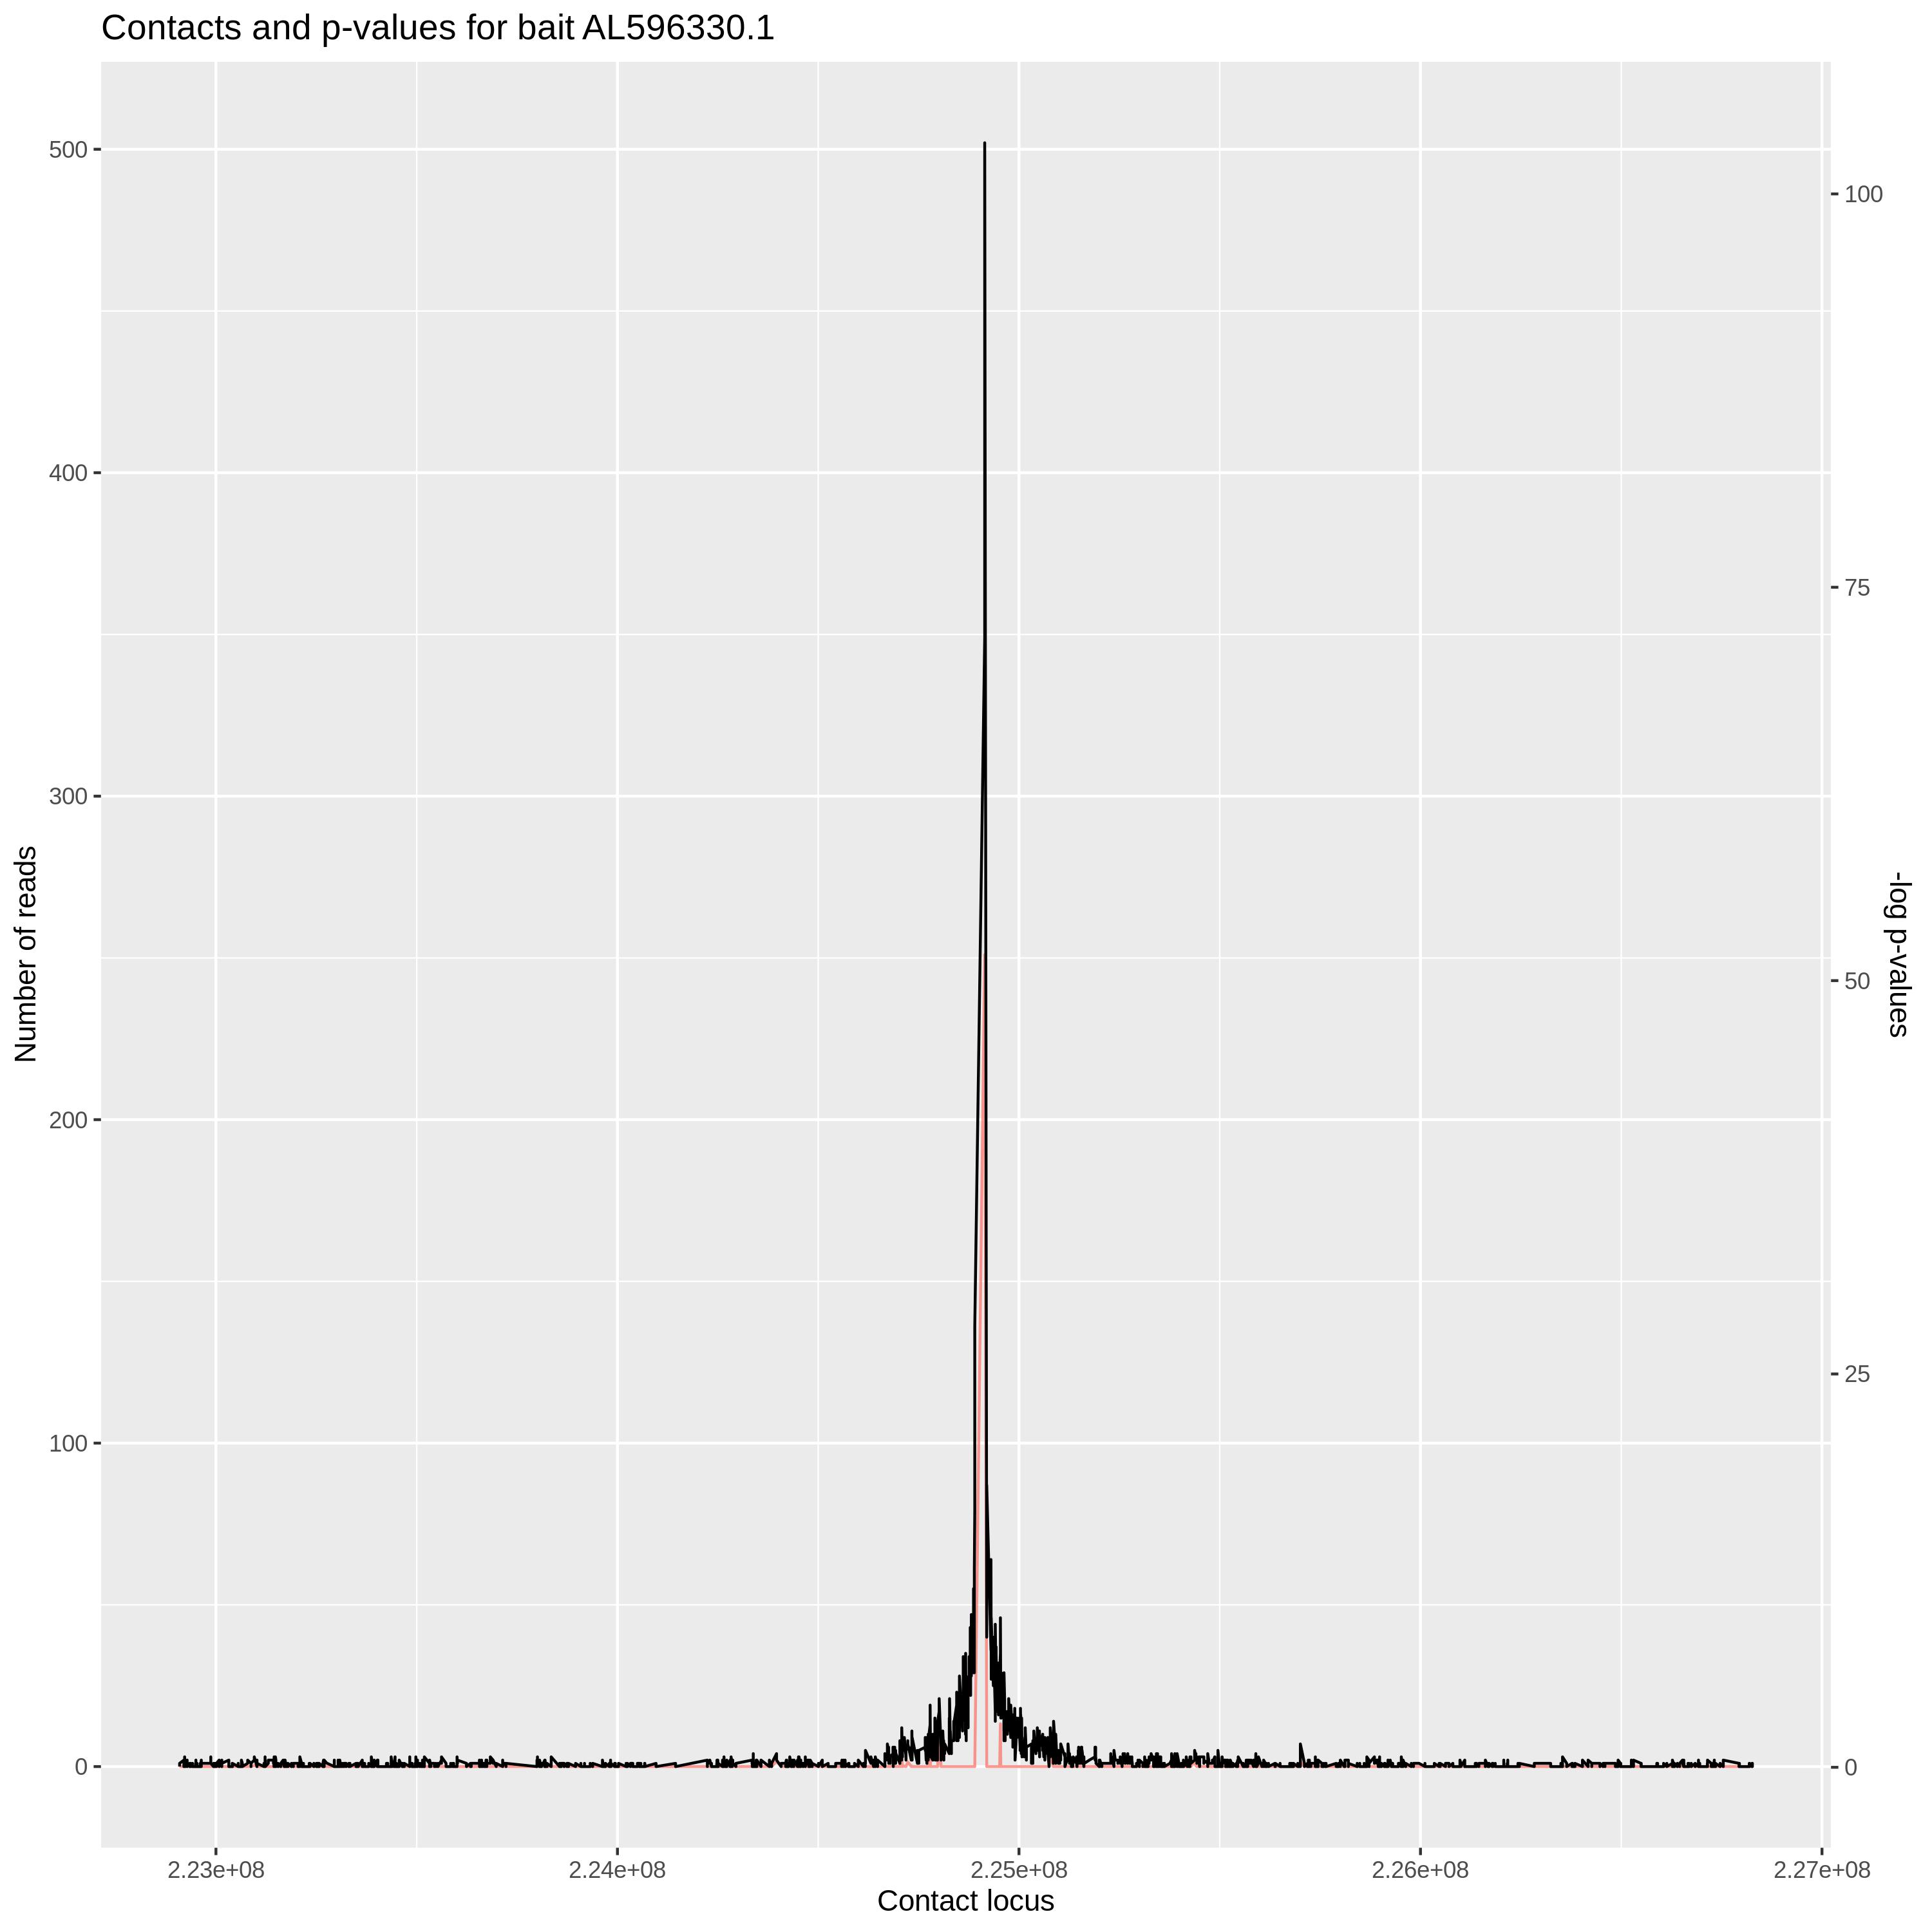 Contacts and p-values for bait AL596330.1
500
400
300
200
100
0
Number of reads
100
75
50
25
0
-log p-values
2.23e+08
2.24e+08
2.25e+08
2.26e+08
2.27e+08
Contact locus